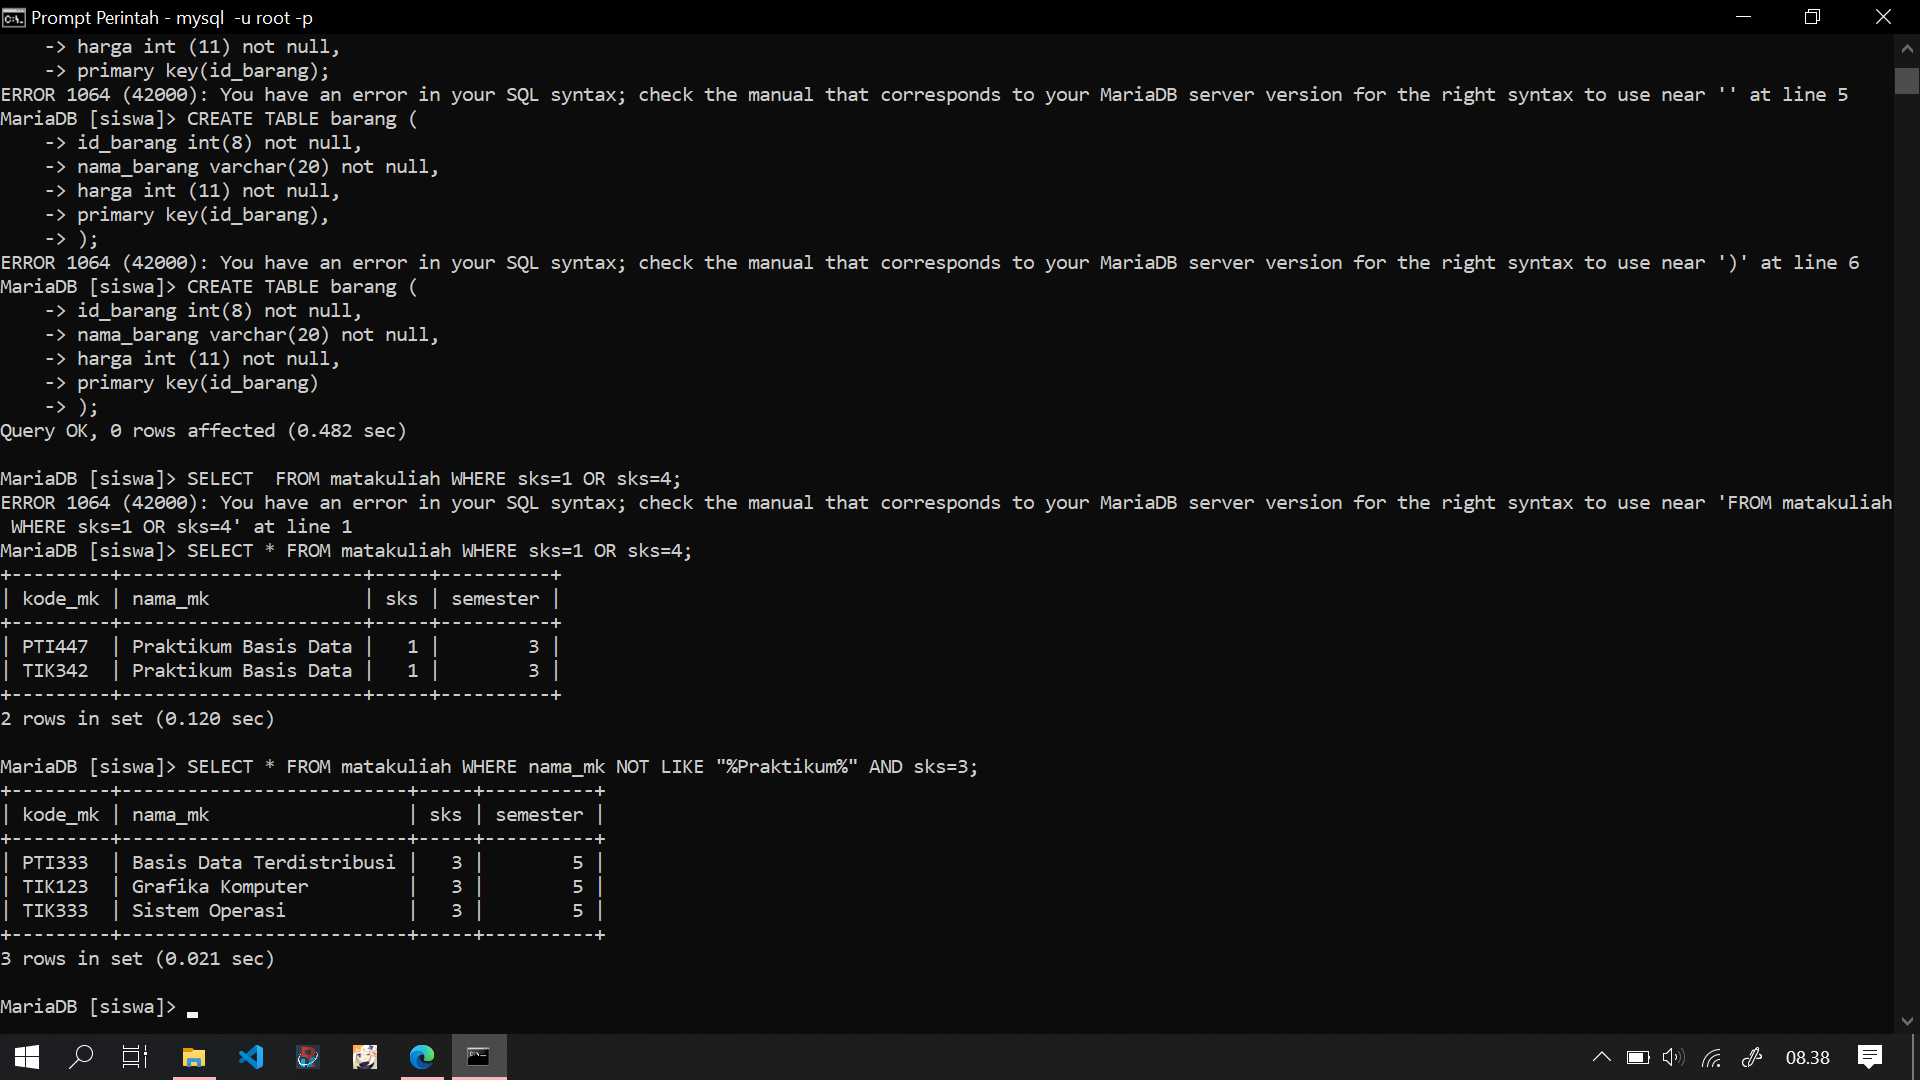 Prompt Perintah - mysql  -u root -p
    -> harga int (11) not null,
    -> primary key(id_barang);
ERROR 1064 (42000): You have an error in your SQL syntax; check the manual that corresponds to your MariaDB server version for the right syntax to use near '' at line 5
MariaDB [siswa]> CREATE TABLE barang (
    -> id_barang int(8) not null,
    -> nama_barang varchar(20) not null,
    -> harga int (11) not null,
    -> primary key(id_barang),
    -> );
ERROR 1064 (42000): You have an error in your SQL syntax; check the manual that corresponds to your MariaDB server version for the right syntax to use near ')' at line 6
MariaDB [siswa]> CREATE TABLE barang (
    -> id_barang int(8) not null,
    -> nama_barang varchar(20) not null,
    -> harga int (11) not null,
    -> primary key(id_barang)
    -> );
Query OK, 0 rows affected (0.482 sec)
MariaDB [siswa]> SELECT  FROM matakuliah WHERE sks=1 OR sks=4;
ERROR 1064 (42000): You have an error in your SQL syntax; check the manual that corresponds to your MariaDB server version for the right syntax to use near 'FROM matakuliah
 WHERE sks=1 OR sks=4' at line 1
MariaDB [siswa]> SELECT * FROM matakuliah WHERE sks=1 OR sks=4;
+---------+----------------------+-----+----------+
| kode_mk | nama_mk              | sks | semester |
+---------+----------------------+-----+----------+
| PTI447  | Praktikum Basis Data |   1 |        3 |
| TIK342  | Praktikum Basis Data |   1 |        3 |
+---------+----------------------+-----+----------+
2 rows in set (0.120 sec)
MariaDB [siswa]> SELECT * FROM matakuliah WHERE nama_mk NOT LIKE "%Praktikum%" AND sks=3;
+---------+--------------------------+-----+----------+
| kode_mk | nama_mk                  | sks | semester |
+---------+--------------------------+-----+----------+
| PTI333  | Basis Data Terdistribusi |   3 |        5 |
| TIK123  | Grafika Komputer         |   3 |        5 |
| TIK333  | Sistem Operasi           |   3 |        5 |
+---------+--------------------------+-----+----------+
3 rows in set (0.021 sec)
MariaDB [siswa]> _
08.38